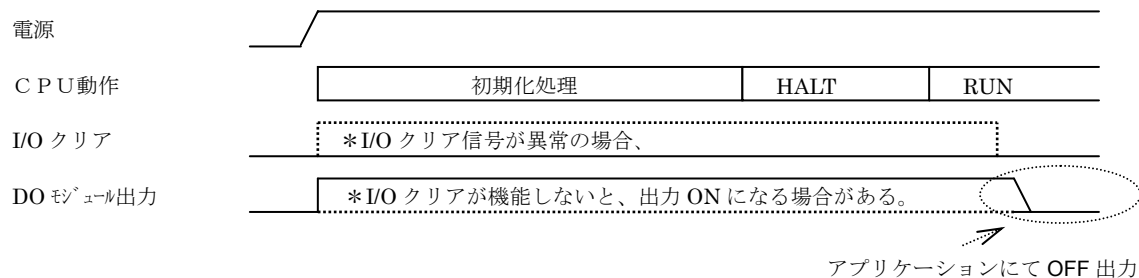 電源
ＣＰＵ動作
初期化処理 HALT RUN
I/O クリア
＊I/O クリア信号が異常の場合、
DO ﾓｼﾞｭｰﾙ出力
＊I/O クリアが機能しないと、出力 ON になる場合がある。
アプリケーションにて OFF 出力